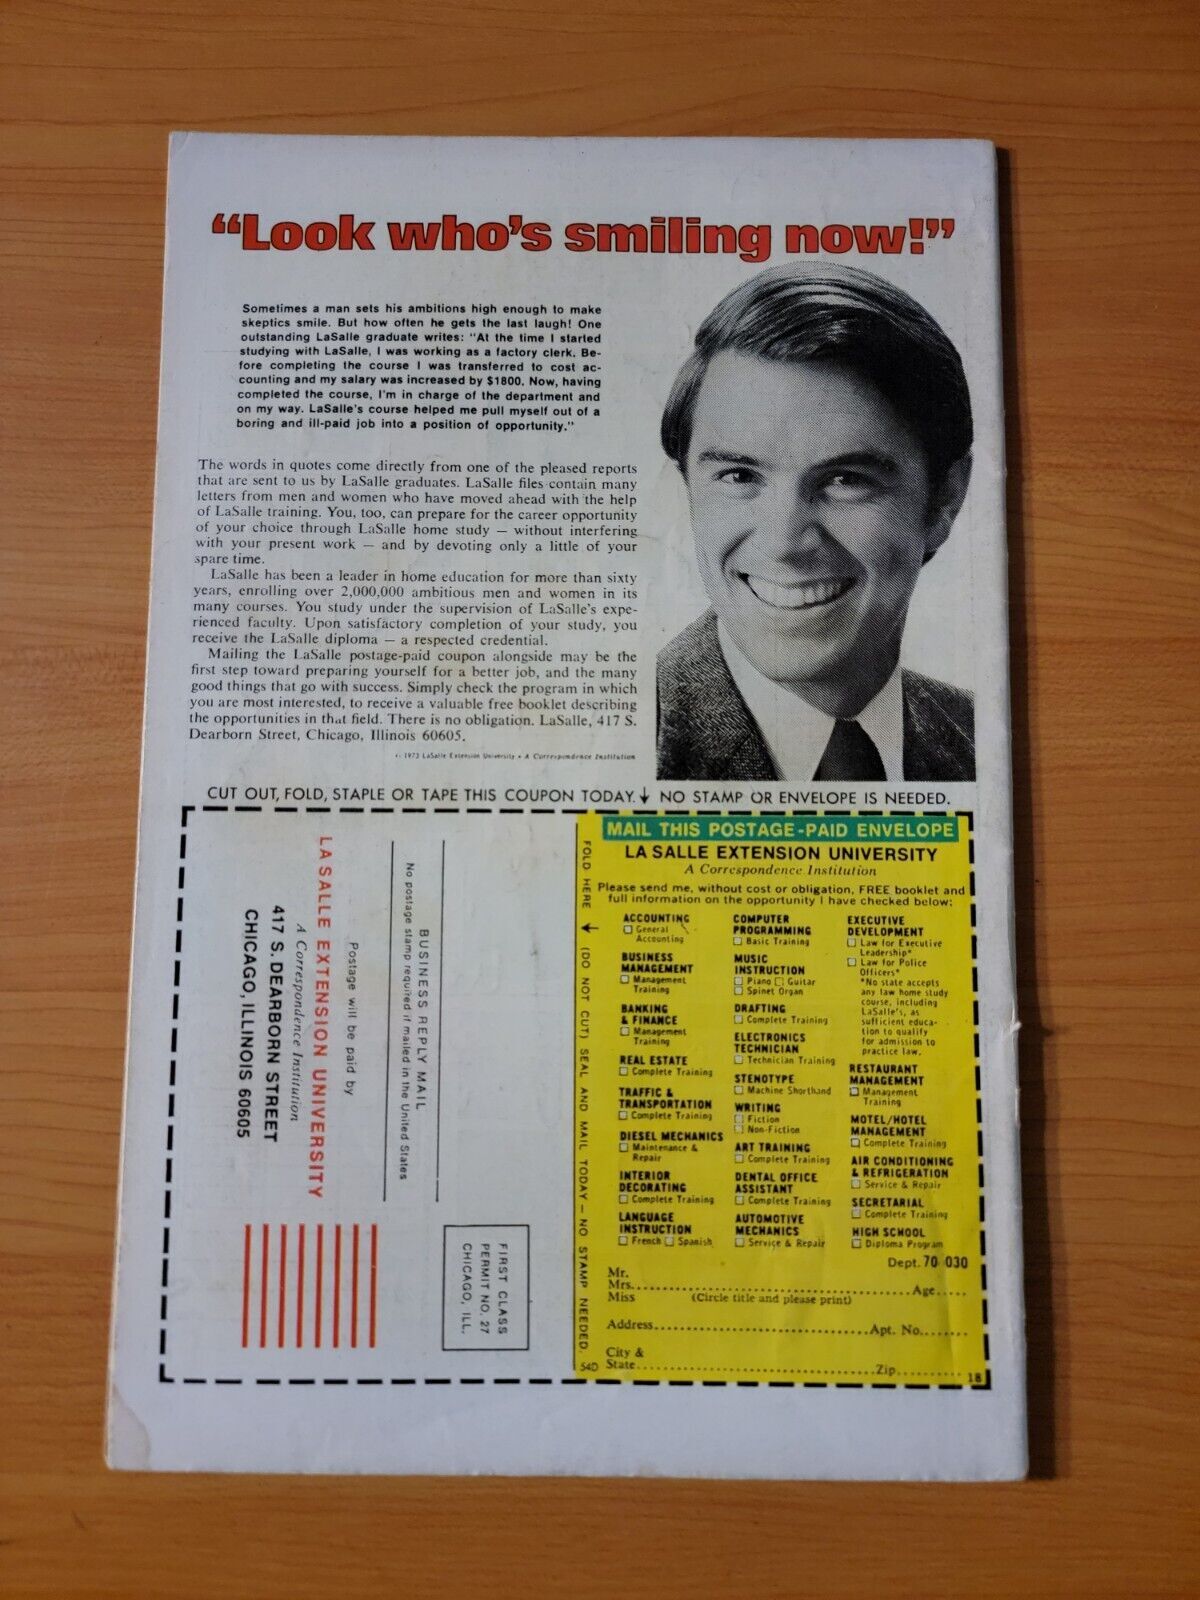 “Look who’s smiling now!”
Sometimes a man sets his ambitions high enough to make
skeptics smile. But how often he gets the last laugh! One
outstanding LaSalle graduate writes: "At the time I started
studying with LaSalle, I was working as a factory clerk. Be-
fore completing the course I was transferred to cost ac-
counting and my salary was increased by $1800. Now, having
completed the course, I'm in charge of the department and
on my way. LaSalle's course helped me pull myself out of a
boring and ill-paid job into a position of opportunity."
The words in quotes come directly from one of the pleased reports
that are sent to us by LaSalle graduates. LaSalle files contain many
letters from men and women who have moved ahead with the help
of LaSalle training. You, too, can prepare for the career opportunity
of your choice through LaSalle home study — without interfering
with your present work — and by devoting only a little of your
spare time.
LaSalle has been a leader in home education for more than sixty
years, enrolling over 2,000,000 ambitious men and women in its
many courses. You study under the supervision of LaSalle's expe-
rienced faculty. Upon satisfactory completion of your study, you
receive the LaSalle diploma — a respected credential.
Mailing the LaSalle postage-paid coupon alongside may be the
first step toward preparing yourself for a better job, and the many
good things that go with success. Simply check the program in which
you are most interested, to receive a valuable free booklet describing
the opportunities in that field. There is no obligation. LaSalle, 417 S.
Dearborn Street, Chicago, Illinois 60605.
1973 LaSalle Extension University • A Correspondence Institution
CUT OUT, FOLD, STAPLE OR TAPE THIS COUPON TODAY. ↓ NO STAMP OR ENVELOPE IS NEEDED.
FIRST CLASS
PERMIT NO. 27
CHICAGO, ILL.
BUSINESS REPLY MAIL
No postage stamp required if mailed in the United States
Postage will be paid by
LASALLE EXTENSION UNIVERSITY
A Correspondence Institution
417 S. DEARBORN STREET
CHICAGO, ILLINOIS 60605
FOLD HERE → (DO NOT CUT) SEAL AND MAIL TODAY — NO STAMP NEEDED.
54D
MAIL THIS POSTAGE-PAID ENVELOPE
LA SALLE EXTENSION UNIVERSITY
A Correspondence Institution
Please send me, without cost or obligation, FREE booklet and
full information on the opportunity I have checked below:
ACCOUNTING
☐ General
Accounting
BUSINESS
MANAGEMENT
☐ Management
Training
BANKING
& FINANCE
☐ Management
Training
REAL ESTATE
☐ Complete Training
TRAFFIC &
TRANSPORTATION
☐ Complete Training
DIESEL MECHANICS
☐ Maintenance &
Repair
INTERIOR
DECORATING
☐ Complete Training
LANGUAGE
INSTRUCTION
☐ French ☐ Spanish
COMPUTER
PROGRAMMING
☐ Basic Training
MUSIC
INSTRUCTION
☐ Piano ☐ Guitar
☐ Spinet Organ
DRAFTING
☐ Complete Training
ELECTRONICS
TECHNICIAN
☐ Technician Training
STENOTYPE
☐ Machine Shorthand
WRITING
☐ Fiction
☐ Non-Fiction
ART TRAINING
☐ Complete Training
DENTAL OFFICE
ASSISTANT
☐ Complete Training
AUTOMOTIVE
MECHANICS
☐ Service & Repair
EXECUTIVE
DEVELOPMENT
☐ Law for Executive
Leadership*
☐ Law for Police
Officers*
*No state accepts
any law home study
course, including
LaSalle's, as
sufficient educa-
tion to qualify
for admission to
practice law.
RESTAURANT
MANAGEMENT
☐ Management
Training
MOTEL/HOTEL
MANAGEMENT
☐ Complete Training
AIR CONDITIONING
& REFRIGERATION
☐ Service & Repair
SECRETARIAL
☐ Complete Training
HIGH SCHOOL
☐ Diploma Program
Dept. 70 030
Mr.
Mrs. Age
Miss (Circle title and please print)
Address Apt. No.
City &
State Zip
18